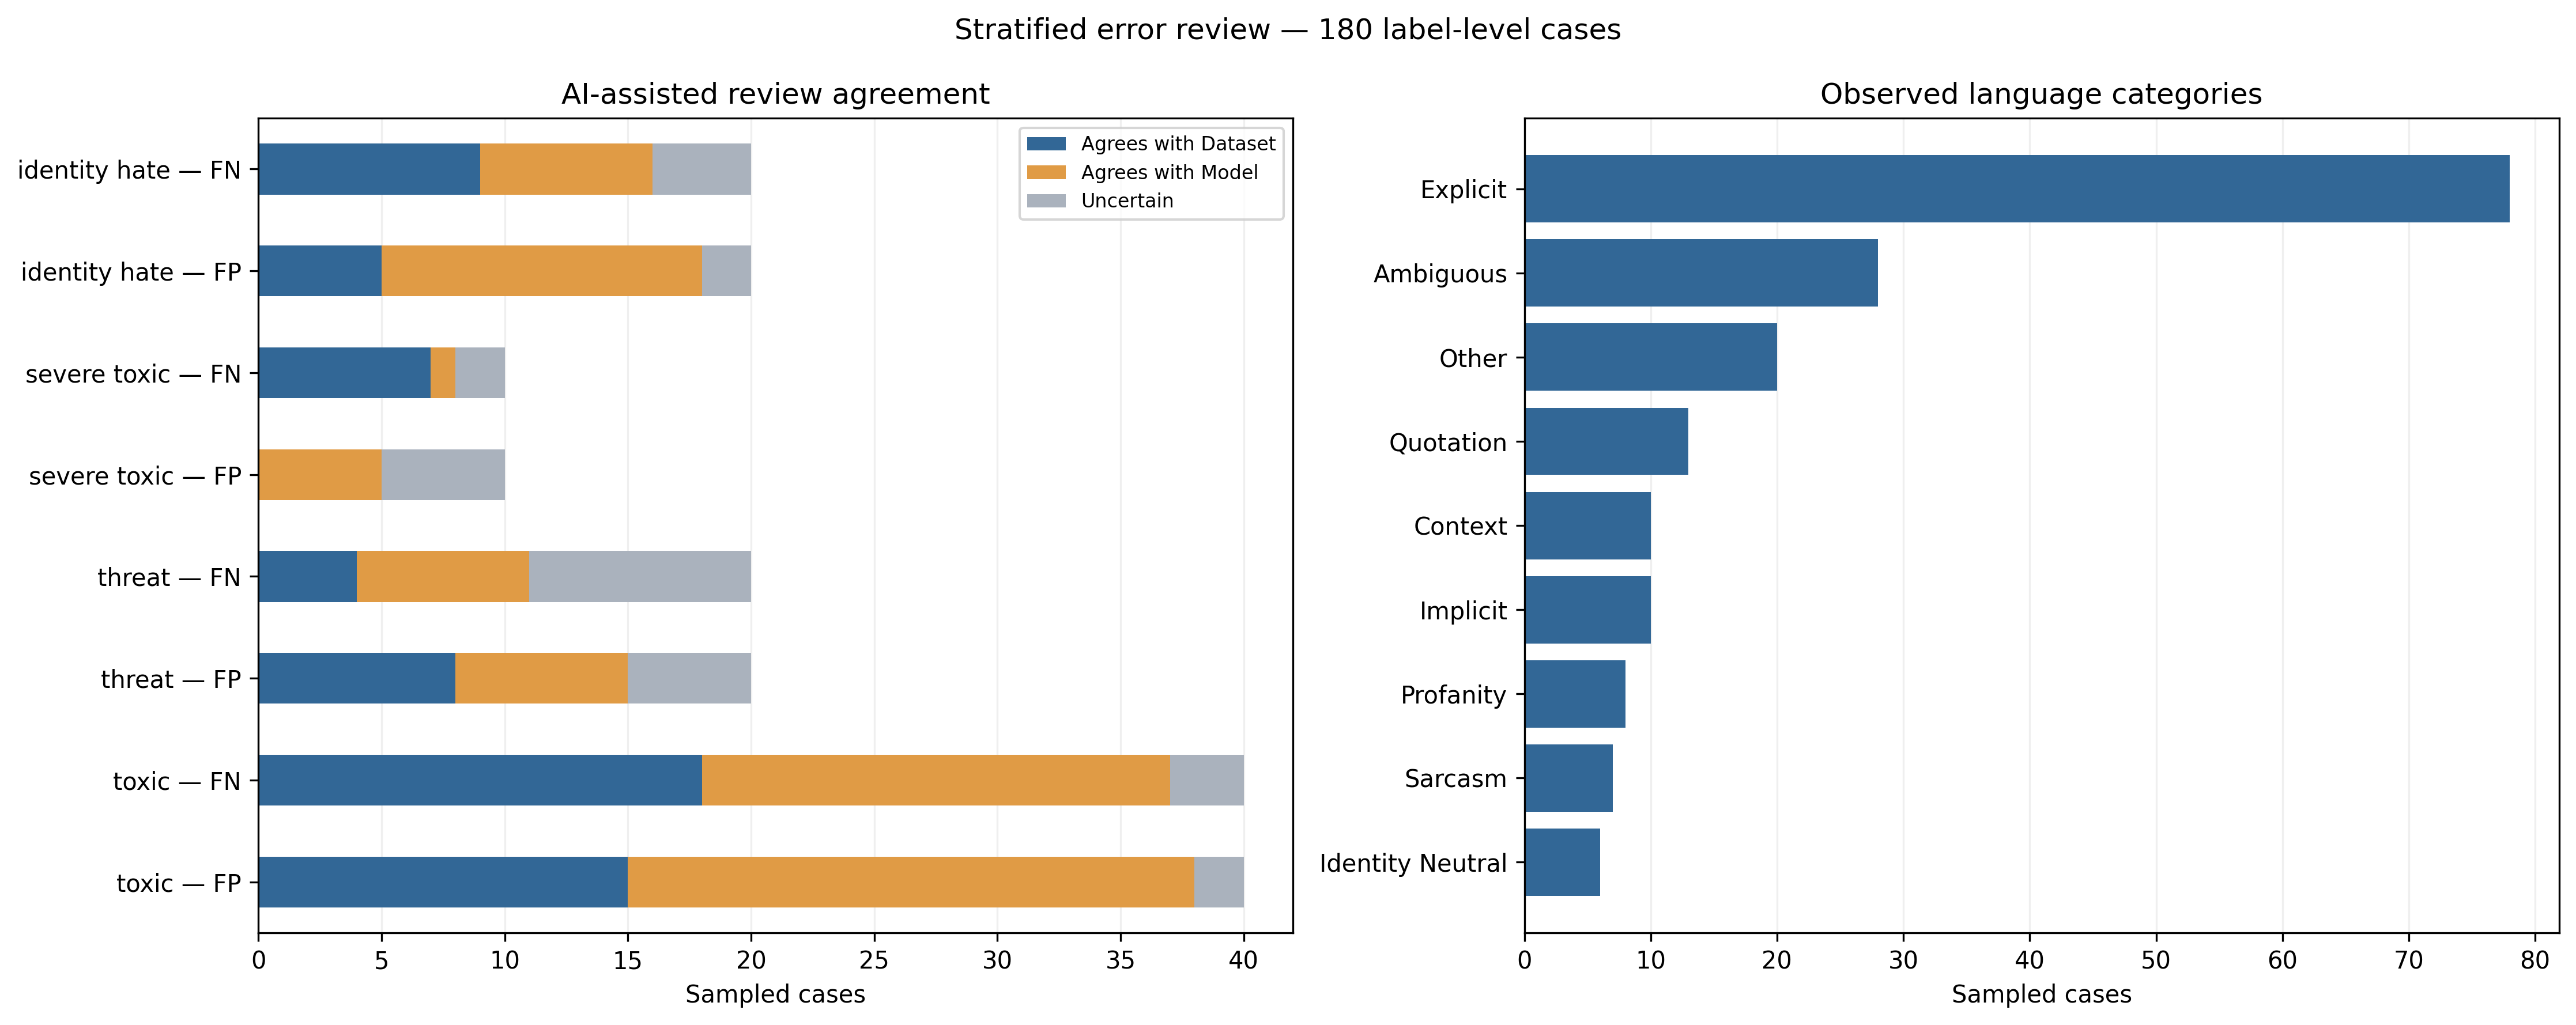 Stratified error review — 180 label-level cases
AI-assisted review agreement
Agrees with Dataset
Agrees with Model
Uncertain
identity hate — FN
identity hate — FP
severe toxic — FN
severe toxic — FP
threat — FN
threat — FP
toxic — FN
toxic — FP
0 5 10 15 20 25 30 35 40
Sampled cases
Observed language categories
Explicit
Ambiguous
Other
Quotation
Context
Implicit
Profanity
Sarcasm
Identity Neutral
0 10 20 30 40 50 60 70 80
Sampled cases